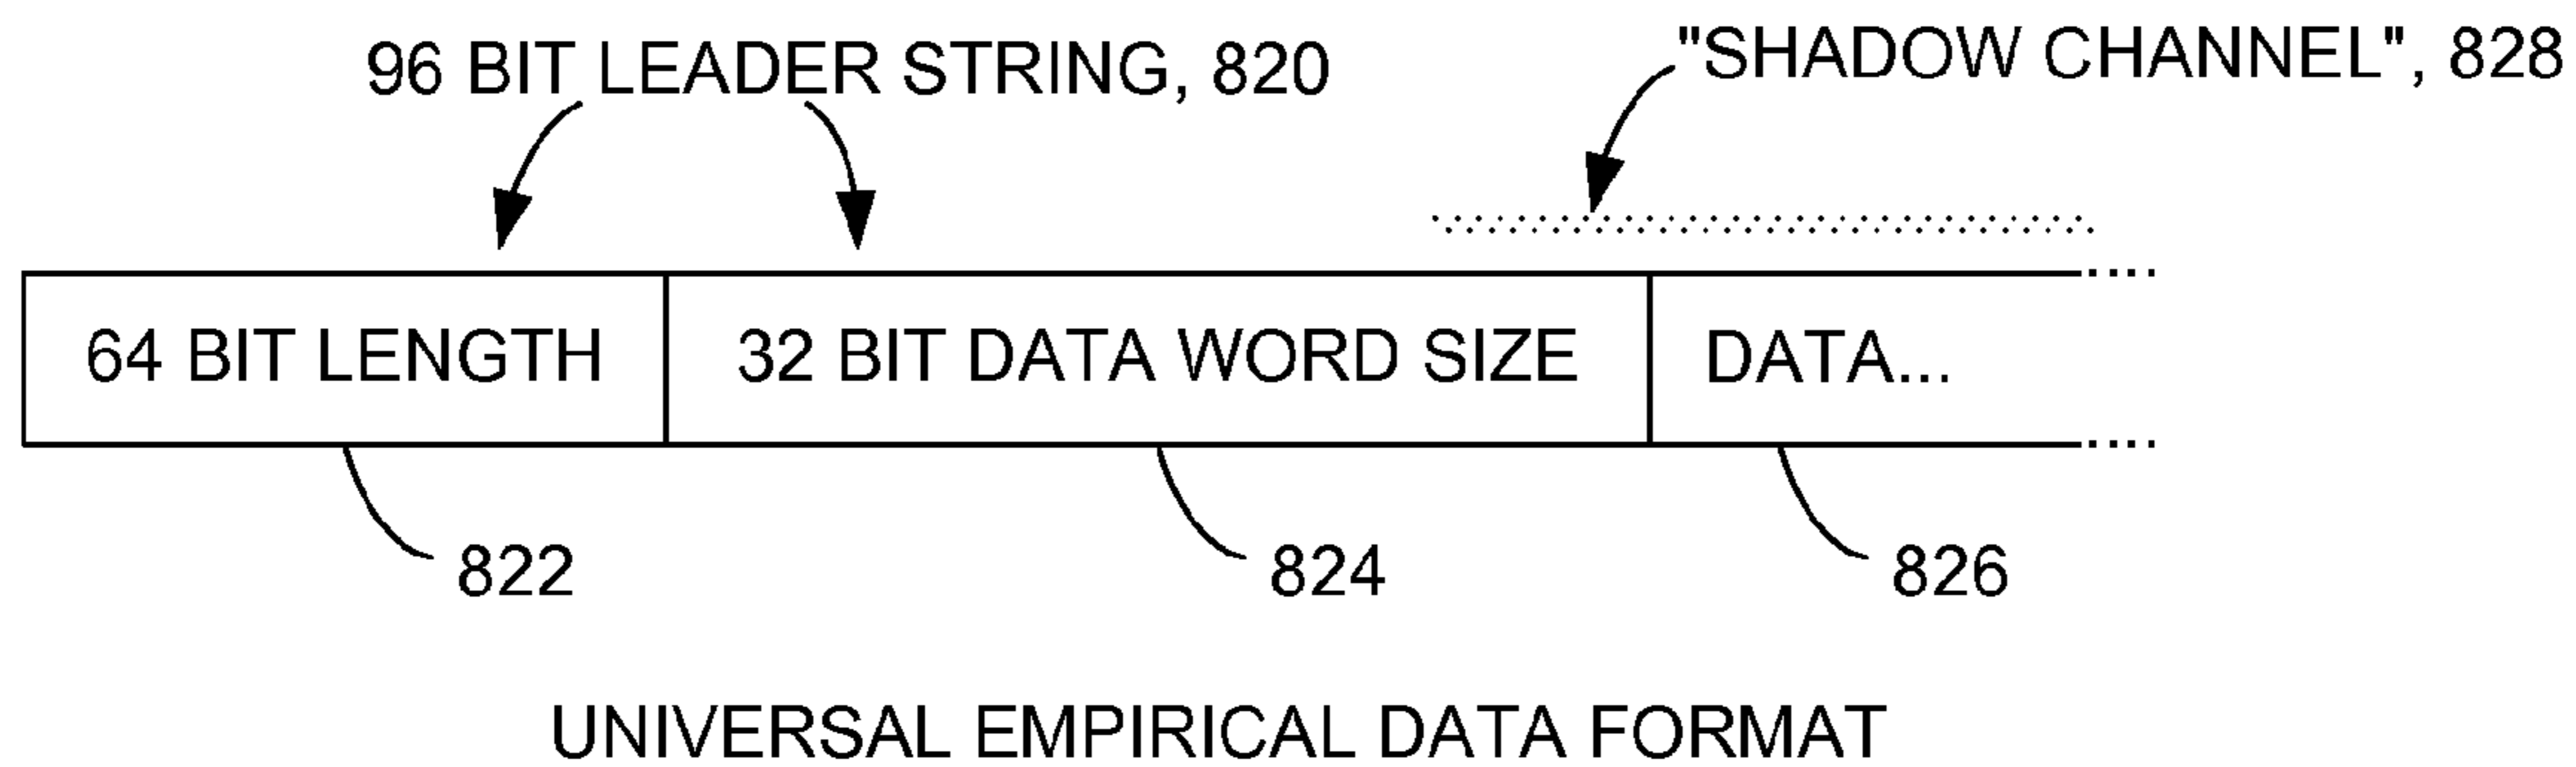 96 BIT LEADER STRING, 820
"SHADOW CHANNEL", 828
64 BIT LENGTH
32 BIT DATA WORD SIZE
DATA...
822
824
826
UNIVERSAL EMPIRICAL DATA FORMAT